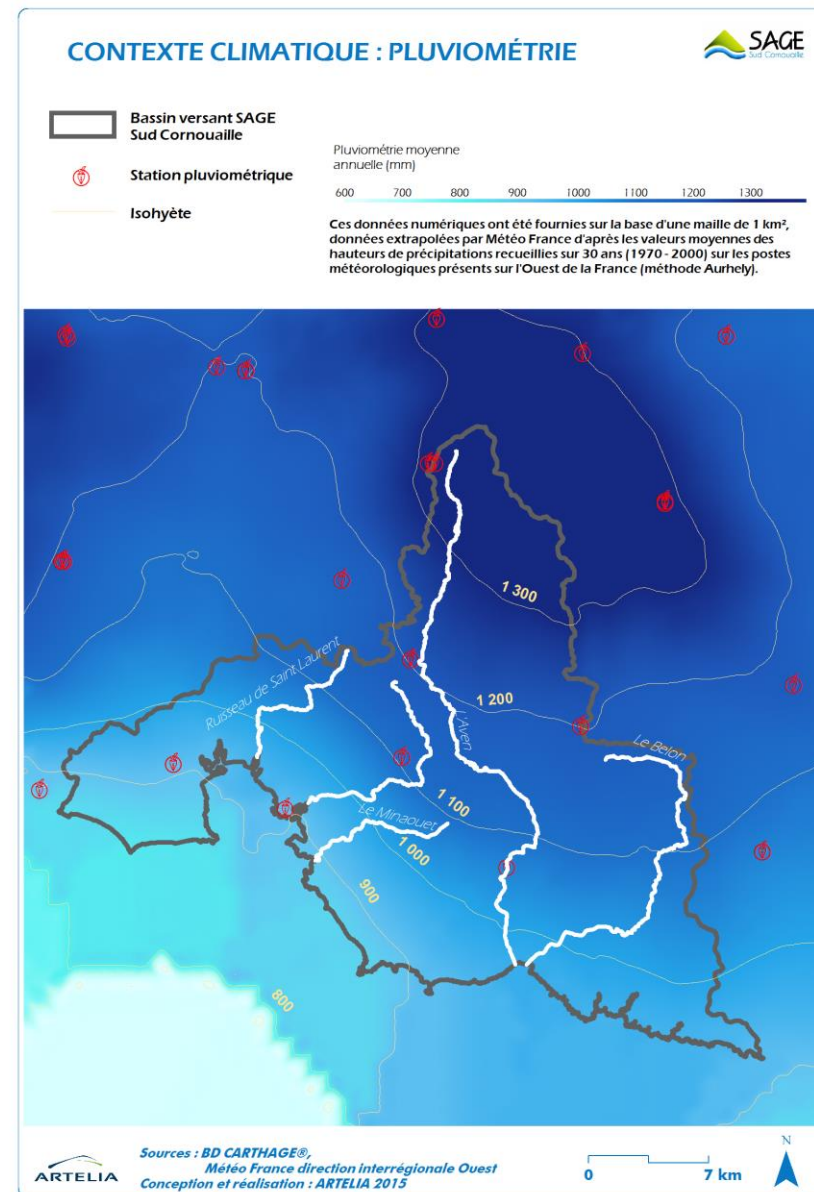 CONTEXTE CLIMATIQUE : PLUVIOMÉTRIE
SAGE
Sud Cornouaille
Bassin versant SAGE
Sud Cornouaille
Station pluviométrique
Isohyète
Pluviométrie moyenne
annuelle (mm)
600 700 800 900 1000 1100 1200 1300
Ces données numériques ont été fournies sur la base d'une maille de 1 km²,
données extrapolées par Météo France d'après les valeurs moyennes des
hauteurs de précipitations recueillies sur 30 ans (1970 - 2000) sur les postes
météorologiques présents sur l'Ouest de la France (méthode Aurhely).
1 300
Ruisseau de Saint Laurent
1 200
L'Aven
Le Belon
1 100
Le Minaouet
1 000
900
800
ARTELIA
Sources : BD CARTHAGE®,
Météo France direction interrégionale Ouest
Conception et réalisation : ARTELIA 2015
0 7 km
N